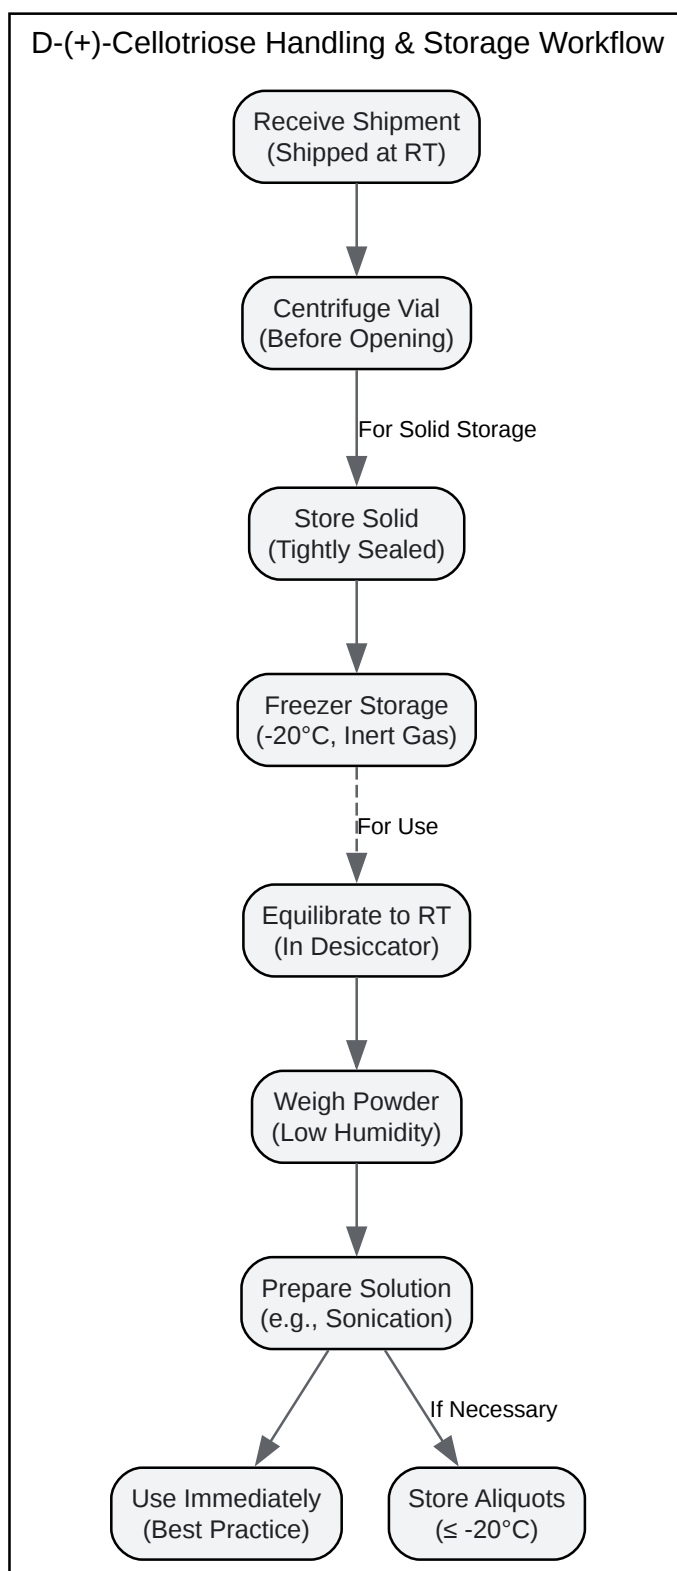 D-(+)-Cellotriose Handling & Storage Workflow
Receive Shipment
(Shipped at RT)
Centrifuge Vial
(Before Opening)
For Solid Storage
Store Solid
(Tightly Sealed)
Freezer Storage
(-20°C, Inert Gas)
For Use
Equilibrate to RT
(In Desiccator)
Weigh Powder
(Low Humidity)
Prepare Solution
(e.g., Sonication)
If Necessary
Use Immediately
(Best Practice)
Store Aliquots
(≤ -20°C)